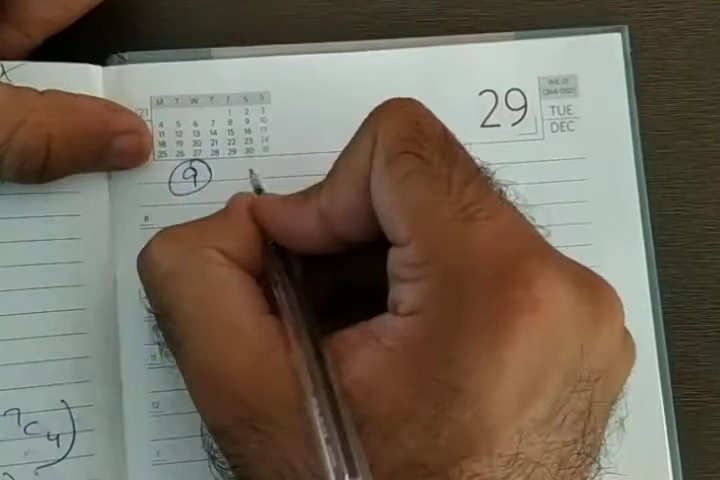 M T W T F S S
21 1 2 3
4 5 6 7 8 9 10
11 12 13 14 15 16 17
18 19 20 21 22 23 24
25 26 27 28 29 30 31
29
TUE
DEC
9
8
11
12
1
9C4)